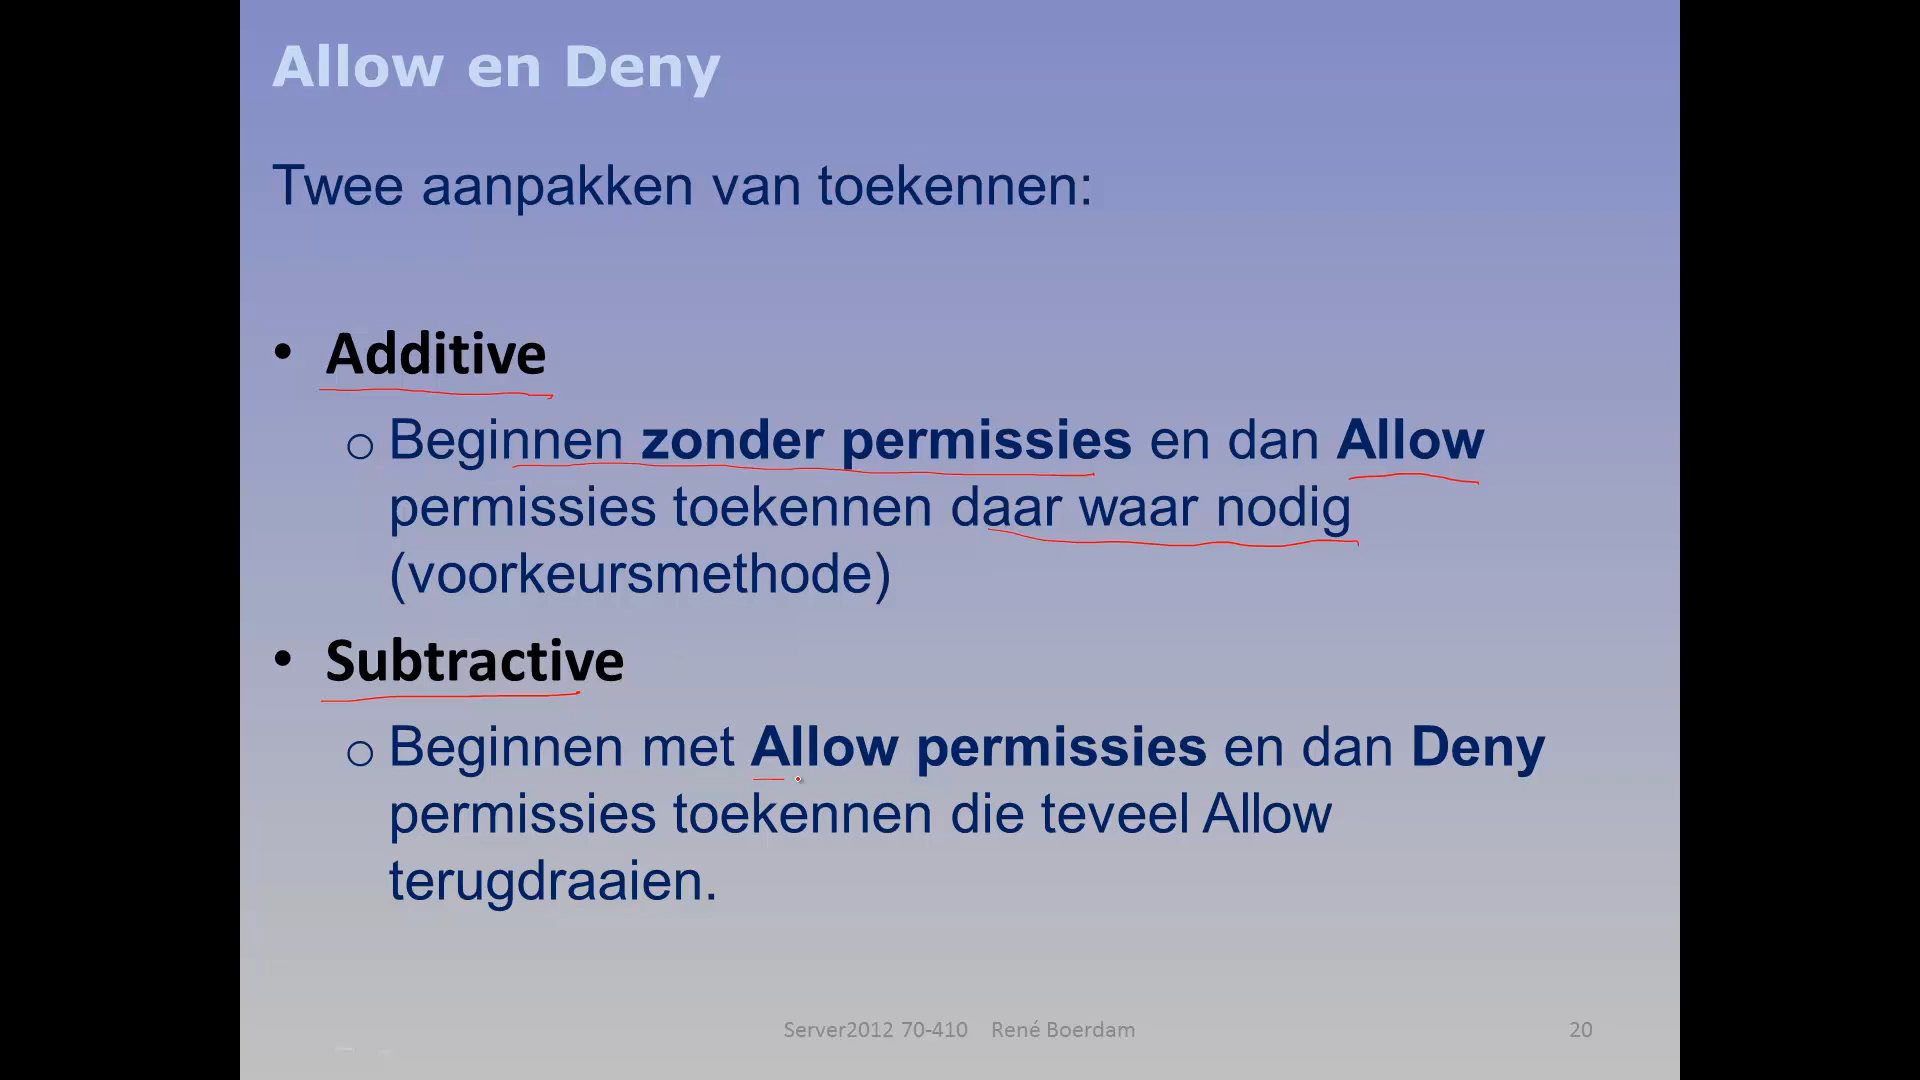 Allow en Deny
Twee aanpakken van toekennen:
• Additive
o Beginnen zonder permissies en dan Allow
permissies toekennen daar waar nodig
(voorkeursmethode)
• Subtractive
o Beginnen met Allow permissies en dan Deny
permissies toekennen die teveel Allow
terugdraaien.
Server2012 70-410 René Boerdam
20